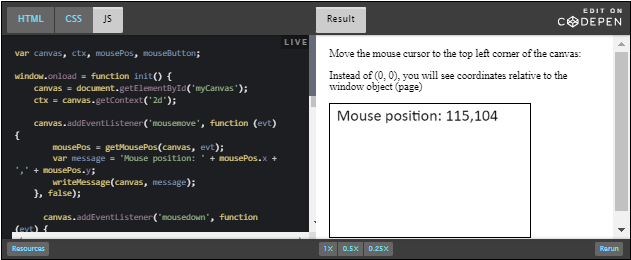 HTML CSS JS Result EDIT ON
CODEPEN
LIVE
var canvas, ctx, mousePos, mouseButton;
window.onload = function init() {
canvas = document.getElementById('myCanvas');
ctx = canvas.getContext('2d');
canvas.addEventListener('mousemove', function (evt)
{
mousePos = getMousePos(canvas, evt);
var message = 'Mouse position: ' + mousePos.x +
',' + mousePos.y;
writeMessage(canvas, message);
}, false);
canvas.addEventListener('mousedown', function
(evt) {
Move the mouse cursor to the top left corner of the canvas:
Instead of (0, 0), you will see coordinates relative to the
window object (page)
Mouse position: 115,104
Resources 1X 0.5X 0.25X Rerun